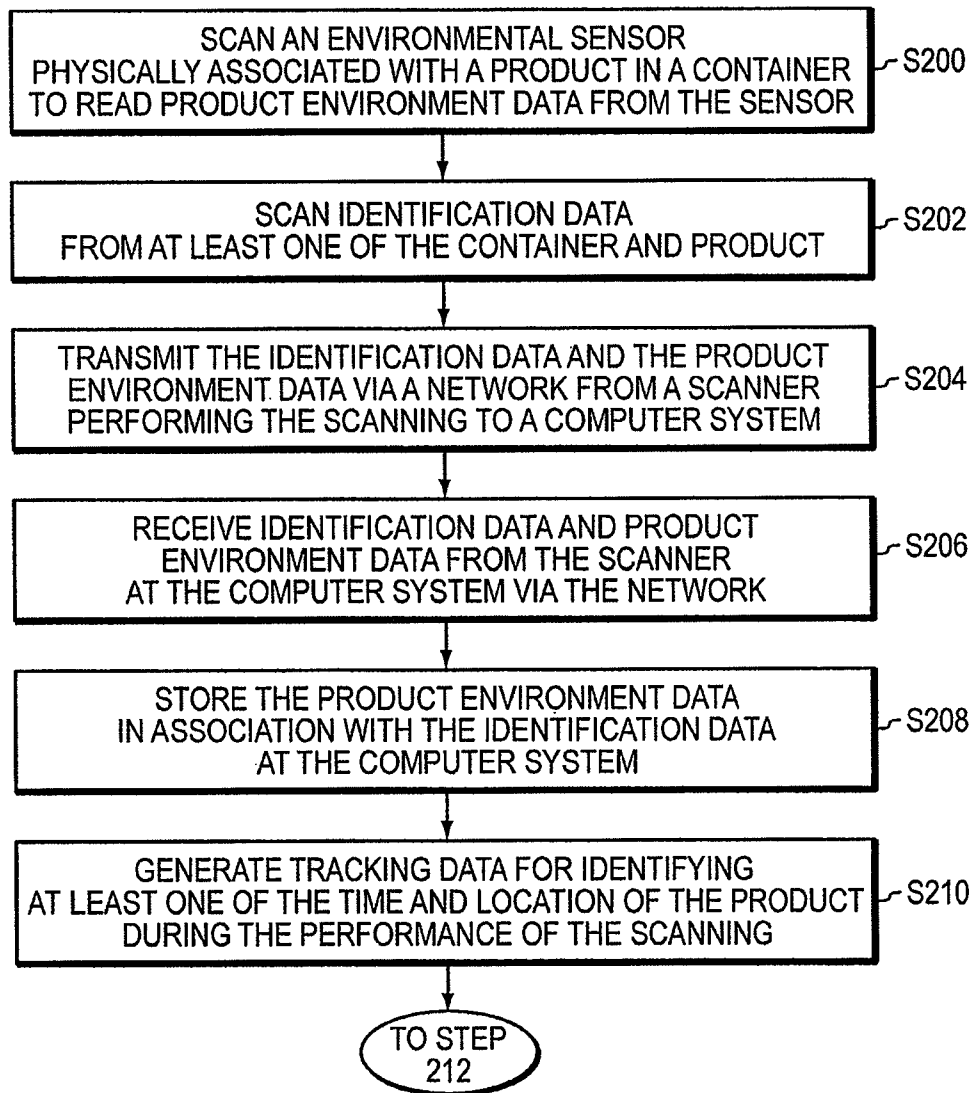 SCAN AN ENVIRONMENTAL SENSOR
PHYSICALLY ASSOCIATED WITH A PRODUCT IN A CONTAINER
TO READ PRODUCT ENVIRONMENT DATA FROM THE SENSOR
S200
SCAN IDENTIFICATION DATA
FROM AT LEAST ONE OF THE CONTAINER AND PRODUCT
S202
TRANSMIT THE IDENTIFICATION DATA AND THE PRODUCT
ENVIRONMENT DATA VIA A NETWORK FROM A SCANNER
PERFORMING THE SCANNING TO A COMPUTER SYSTEM
S204
RECEIVE IDENTIFICATION DATA AND PRODUCT
ENVIRONMENT DATA FROM THE SCANNER
AT THE COMPUTER SYSTEM VIA THE NETWORK
S206
STORE THE PRODUCT ENVIRONMENT DATA
IN ASSOCIATION WITH THE IDENTIFICATION DATA
AT THE COMPUTER SYSTEM
S208
GENERATE TRACKING DATA FOR IDENTIFYING
AT LEAST ONE OF THE TIME AND LOCATION OF THE PRODUCT
DURING THE PERFORMANCE OF THE SCANNING
S210
TO STEP
212